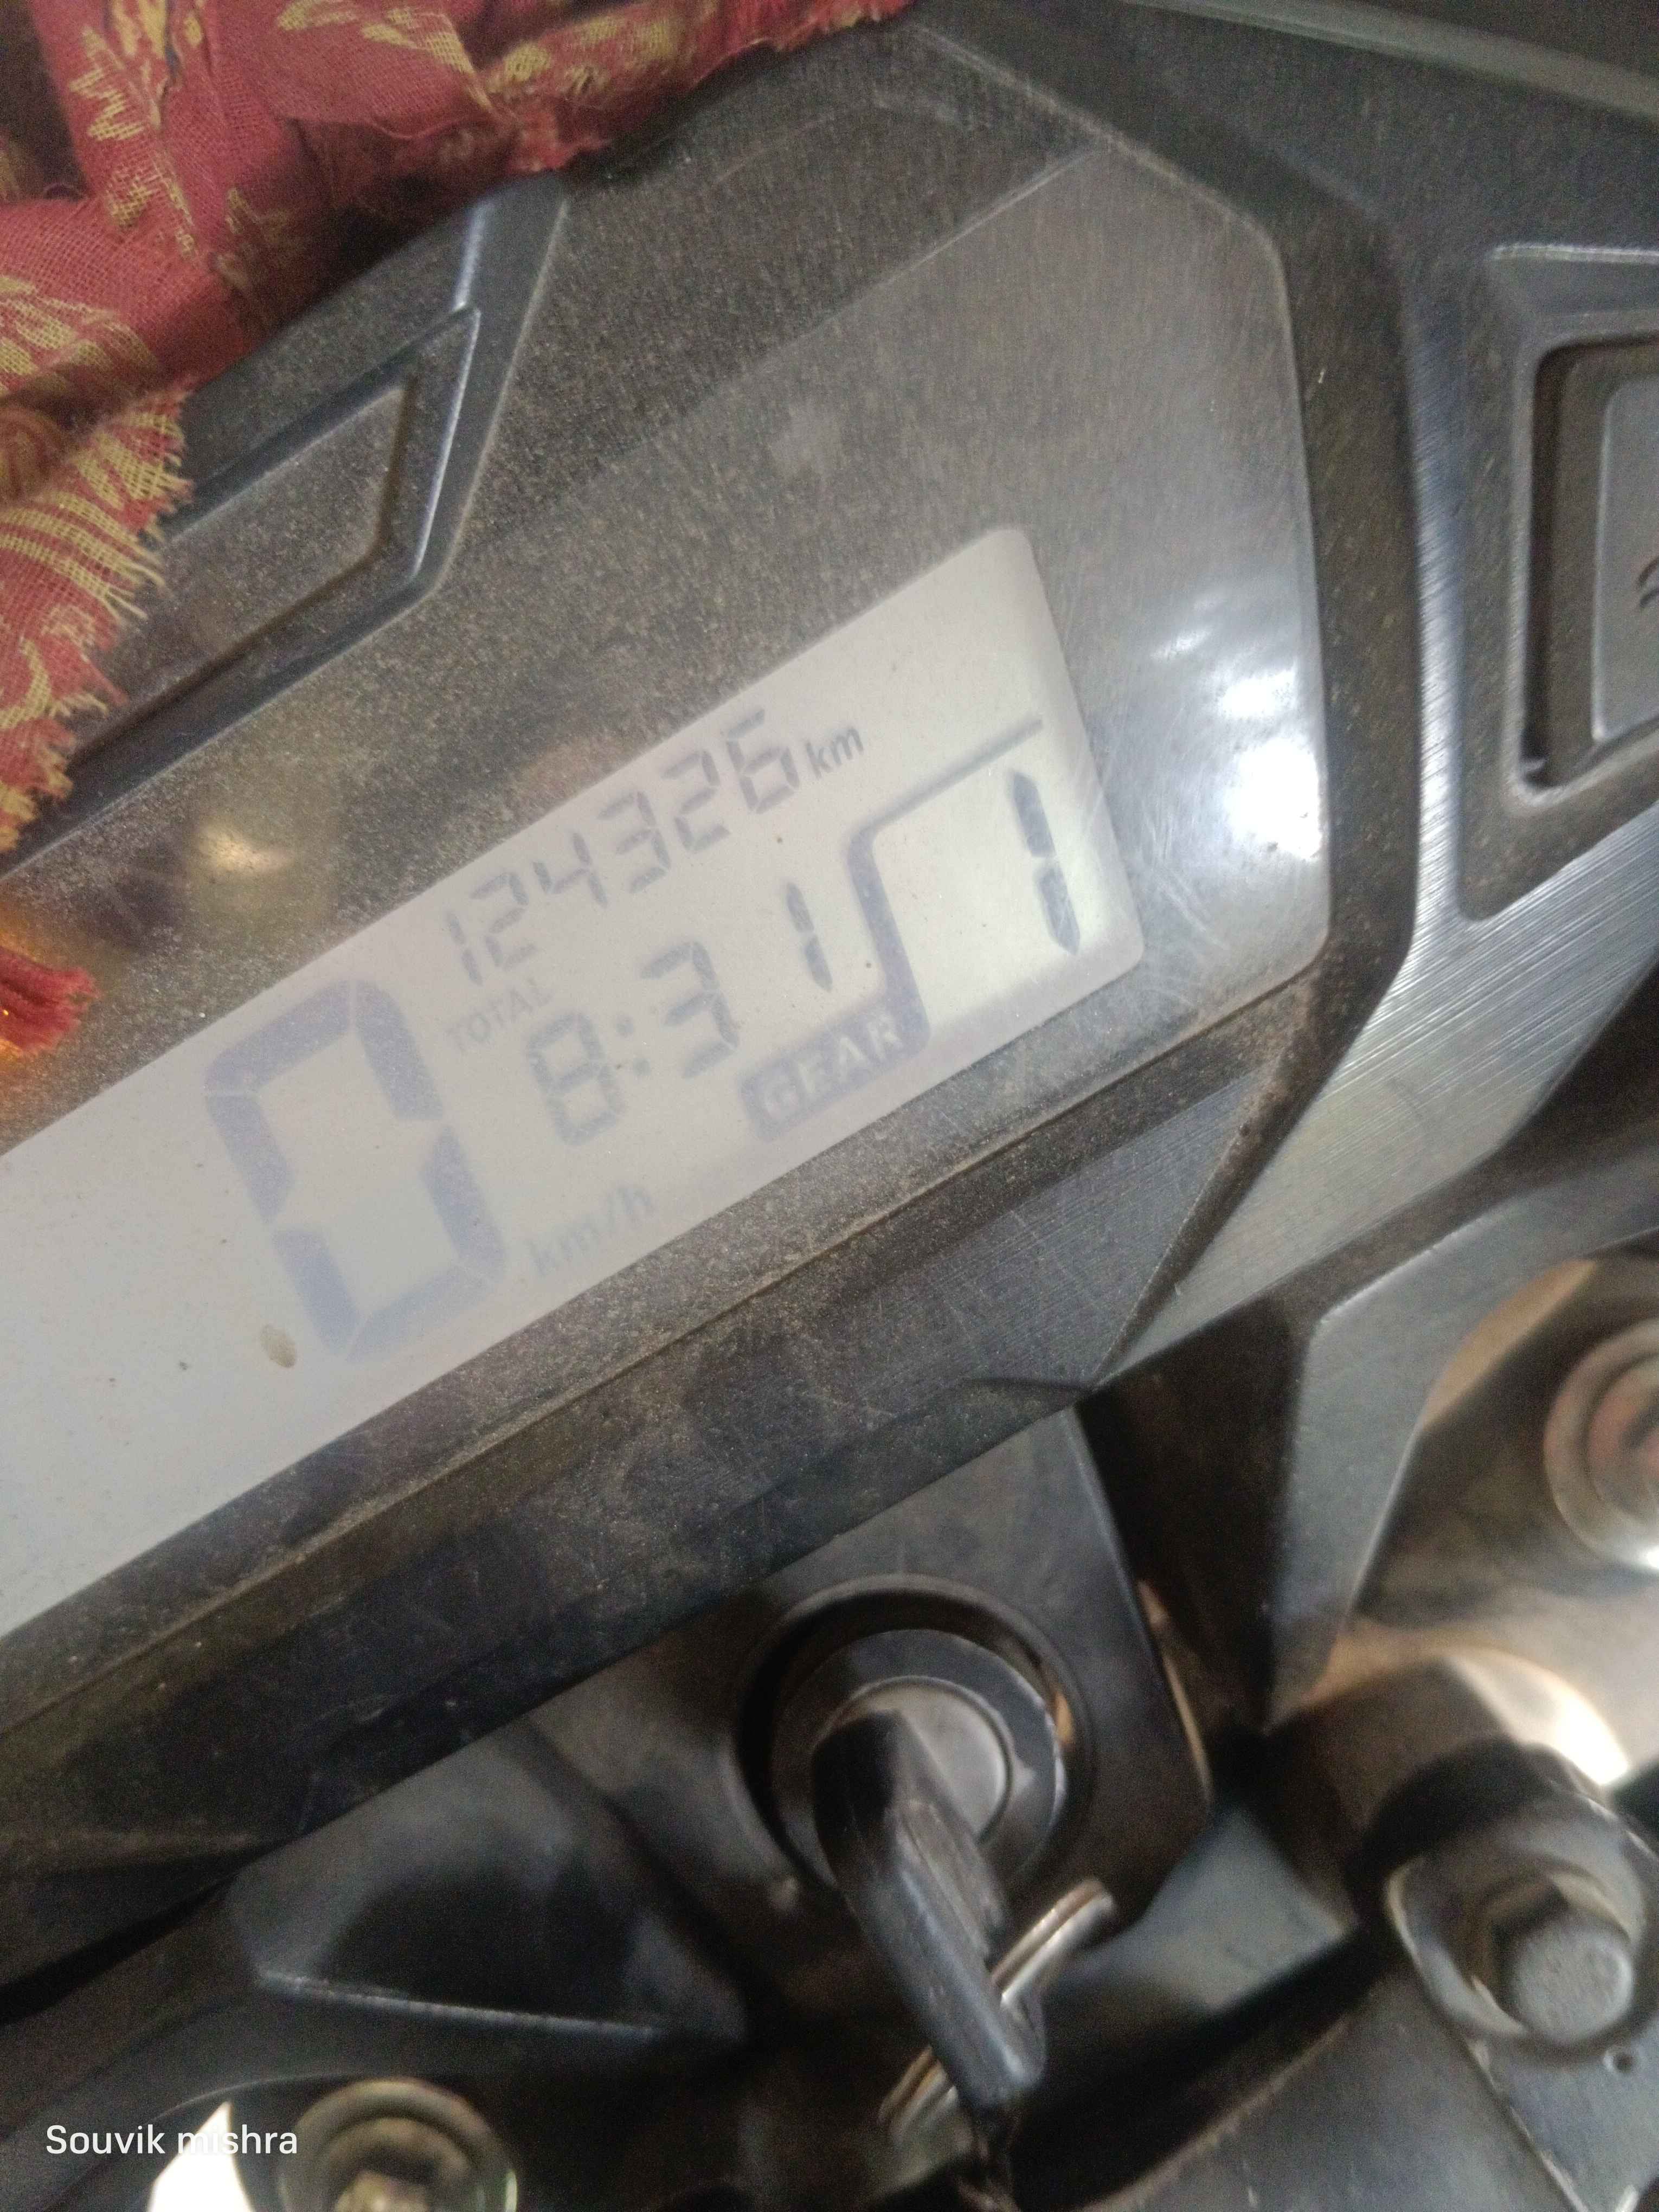 124326 km
TOTAL
8:31
0 km/h
GEAR 1
Souvik mishra